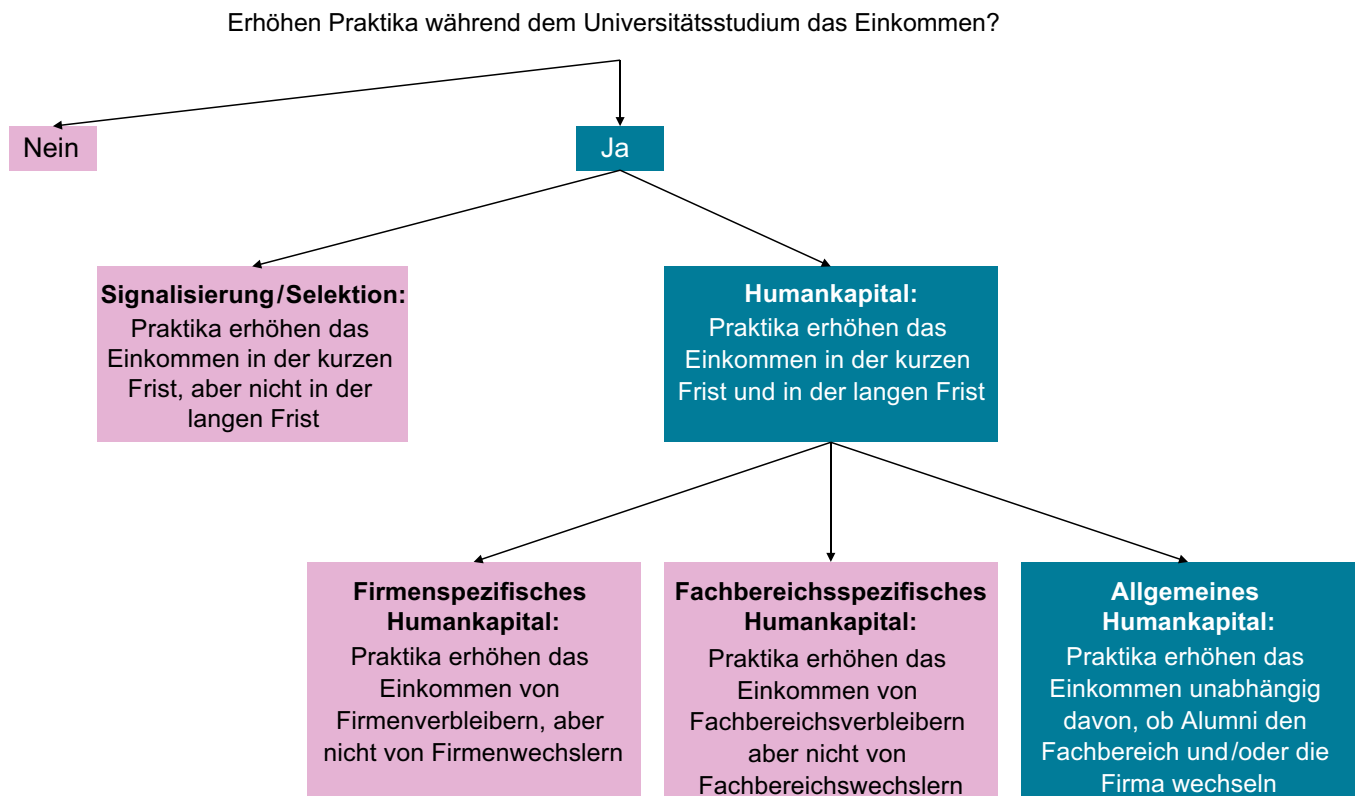 Erhöhen Praktika während dem Universitätsstudium das Einkommen?
Nein
Ja
Signalisierung/Selektion:
Praktika erhöhen das
Einkommen in der kurzen
Frist, aber nicht in der
langen Frist
Humankapital:
Praktika erhöhen das
Einkommen in der kurzen
Frist und in der langen Frist
Firmenspezifisches
Humankapital:
Praktika erhöhen das
Einkommen von
Firmenverbleibern, aber
nicht von Firmenwechslern
Fachbereichsspezifisches
Humankapital:
Praktika erhöhen das
Einkommen von
Fachbereichsverbleibern
aber nicht von
Fachbereichswechslern
Allgemeines
Humankapital:
Praktika erhöhen das
Einkommen unabhängig
davon, ob Alumni den
Fachbereich und/oder die
Firma wechseln